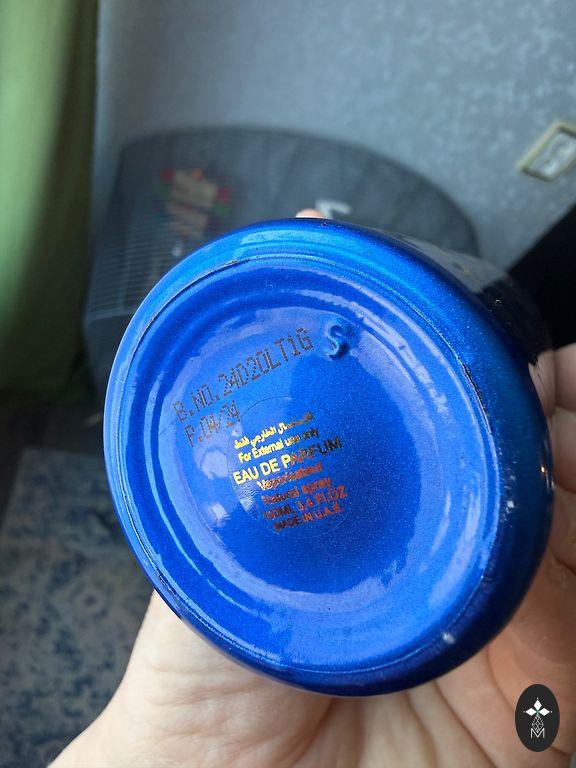 S
B.NO.24D20LT1G
P.04/24
للاستعمال الخارجي فقط
For External use only
EAU DE PARFUM
Vaporisateur
Natural spray
100ML 3.4 FL.OZ
MADE IN U.A.E.
M